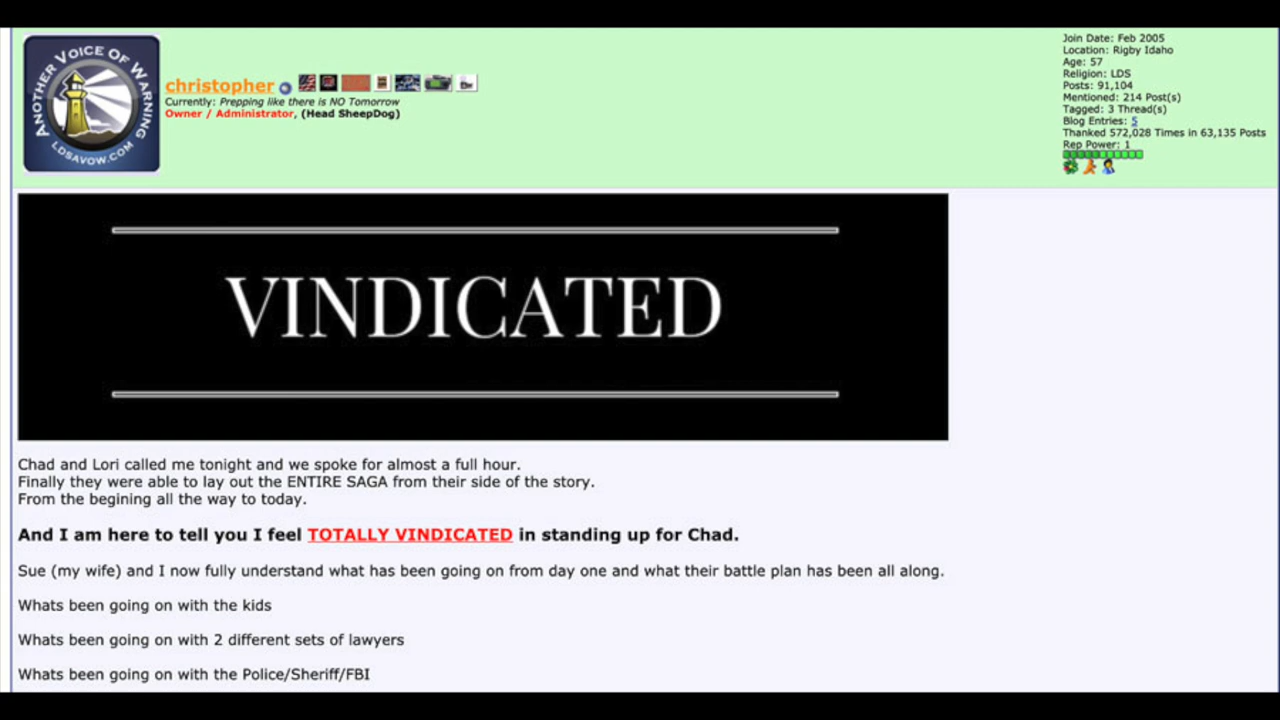 ANOTHER VOICE OF WARNING
LDSAVOW.COM
christopher
Currently: Prepping like there is NO Tomorrow
Owner / Administrator, (Head SheepDog)
Join Date: Feb 2005
Location: Rigby Idaho
Age: 57
Religion: LDS
Posts: 91,104
Mentioned: 214 Post(s)
Tagged: 3 Thread(s)
Blog Entries: 5
Thanked 572,028 Times in 63,135 Posts
Rep Power: 1
VINDICATED
Chad and Lori called me tonight and we spoke for almost a full hour.
Finally they were able to lay out the ENTIRE SAGA from their side of the story.
From the begining all the way to today.
And I am here to tell you I feel TOTALLY VINDICATED in standing up for Chad.
Sue (my wife) and I now fully understand what has been going on from day one and what their battle plan has been all along.
Whats been going on with the kids
Whats been going on with 2 different sets of lawyers
Whats been going on with the Police/Sheriff/FBI